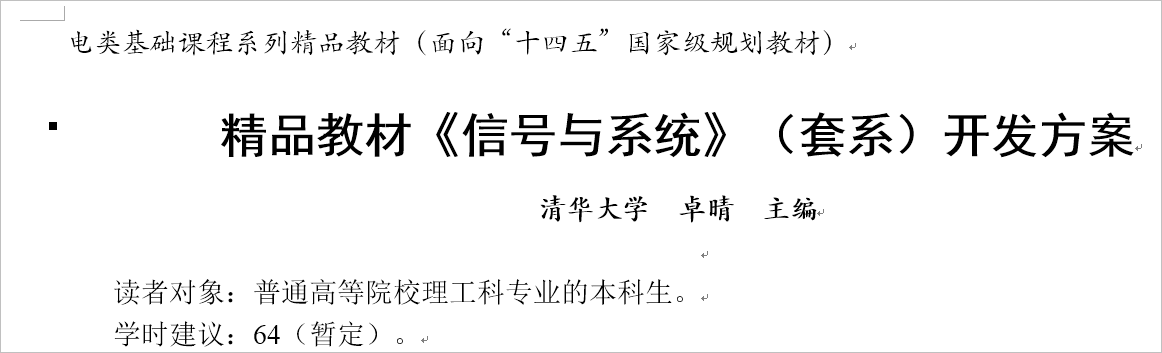 电类基础课程系列精品教材（面向“十四五”国家级规划教材）
精品教材《信号与系统》（套系）开发方案
清华大学 卓晴 主编
读者对象：普通高等院校理工科专业的本科生。
学时建议：64（暂定）。